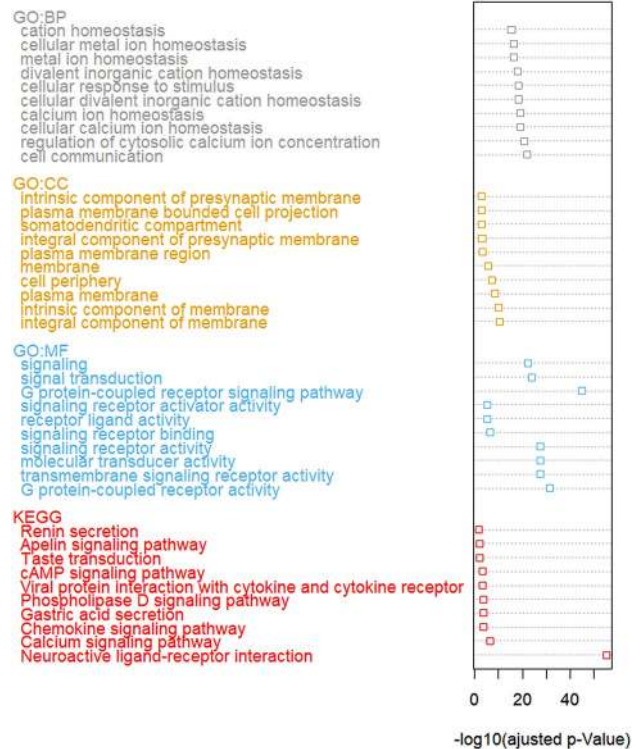 GO:BP
cation homeostasis
cellular metal ion homeostasis
metal ion homeostasis
divalent inorganic cation homeostasis
cellular response to stimulus
cellular divalent inorganic cation homeostasis
calcium ion homeostasis
cellular calcium ion homeostasis
regulation of cytosolic calcium ion concentration
cell communication
GO:CC
intrinsic component of presynaptic membrane
plasma membrane bounded cell projection
somatodendritic compartment
integral component of presynaptic membrane
plasma membrane region
membrane
cell periphery
plasma membrane
intrinsic component of membrane
integral component of membrane
GO:MF
signaling
signal transduction
G protein-coupled receptor signaling pathway
signaling receptor activator activity
receptor ligand activity
signaling receptor binding
signaling receptor activity
molecular transducer activity
transmembrane signaling receptor activity
G protein-coupled receptor activity
KEGG
Renin secretion
Apelin signaling pathway
Taste transduction
cAMP signaling pathway
Viral protein interaction with cytokine and cytokine receptor
Phospholipase D signaling pathway
Gastric acid secretion
Chemokine signaling pathway
Calcium signaling pathway
Neuroactive ligand-receptor interaction
0 20 40
-log10(ajusted p-Value)